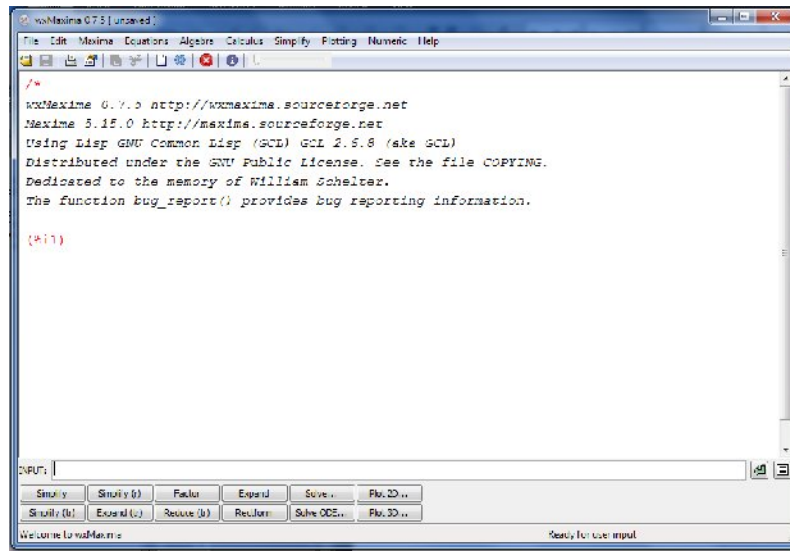 wxMaxima 0.7.5 [ unsaved ]
File Edit Maxima Equations Algebra Calculus Simplify Plotting Numeric Help
/*
wxMaxima 0.7.5 http://wxmaxima.sourceforge.net
Maxima 5.15.0 http://maxima.sourceforge.net
Using Lisp GNU Common Lisp (GCL) GCL 2.6.8 (aka GCL)
Distributed under the GNU Public License. See the file COPYING.
Dedicated to the memory of William Schelter.
The function bug_report() provides bug reporting information.
(%i1)
INPUT:
Simplify Simplify (r) Factor Expand Solve... Plot 2D...
Simplify (tr) Expand (tr) Reduce (tr) Rectform Solve ODE... Plot 3D...
Welcome to wxMaxima Ready for user input